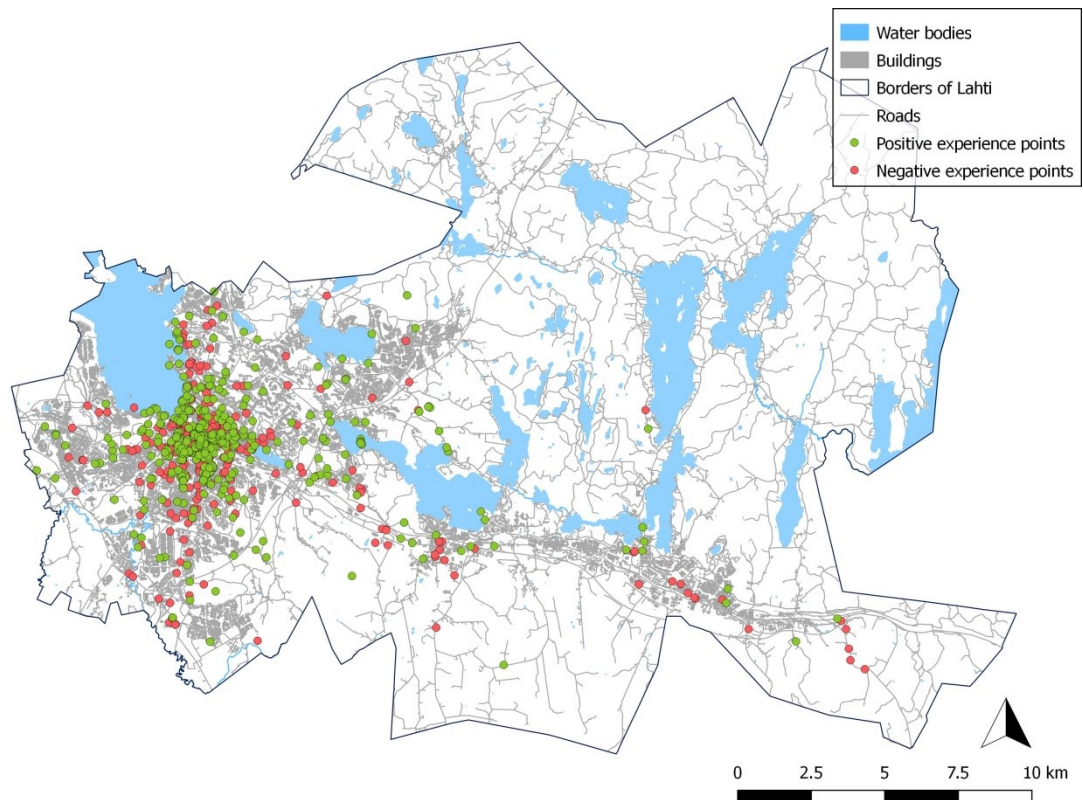 Water bodies
Buildings
Borders of Lahti
Roads
Positive experience points
Negative experience points
0 2.5 5 7.5 10 km